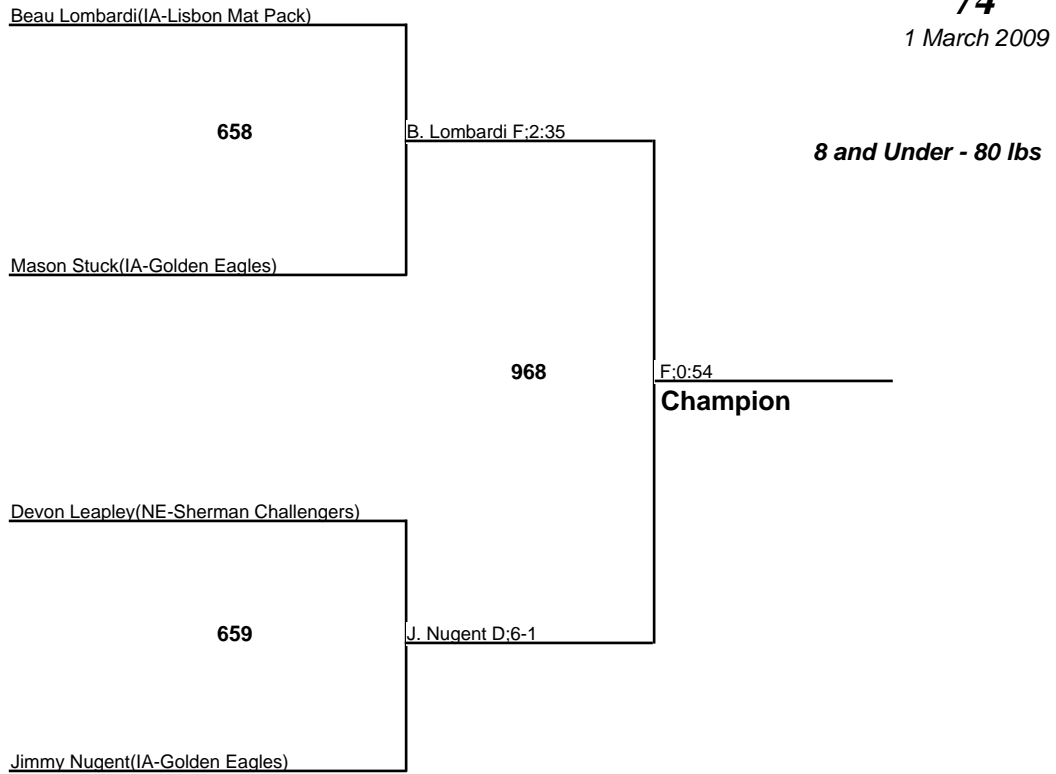 Beau Lombardi(IA-Lisbon Mat Pack)
74
1 March 2009
658
B. Lombardi F;2:35
8 and Under - 80 lbs
Mason Stuck(IA-Golden Eagles)
968
F;0:54
Champion
Devon Leapley(NE-Sherman Challengers)
659
J. Nugent D;6-1
Jimmy Nugent(IA-Golden Eagles)